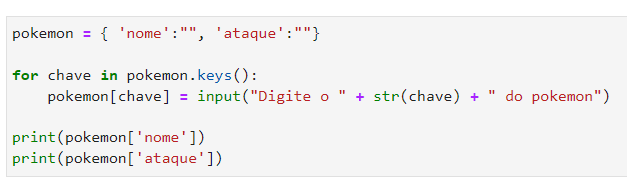 pokemon = { 'nome':"", 'ataque':""}
for chave in pokemon.keys():
    pokemon[chave] = input("Digite o " + str(chave) + " do pokemon")
print(pokemon['nome'])
print(pokemon['ataque'])